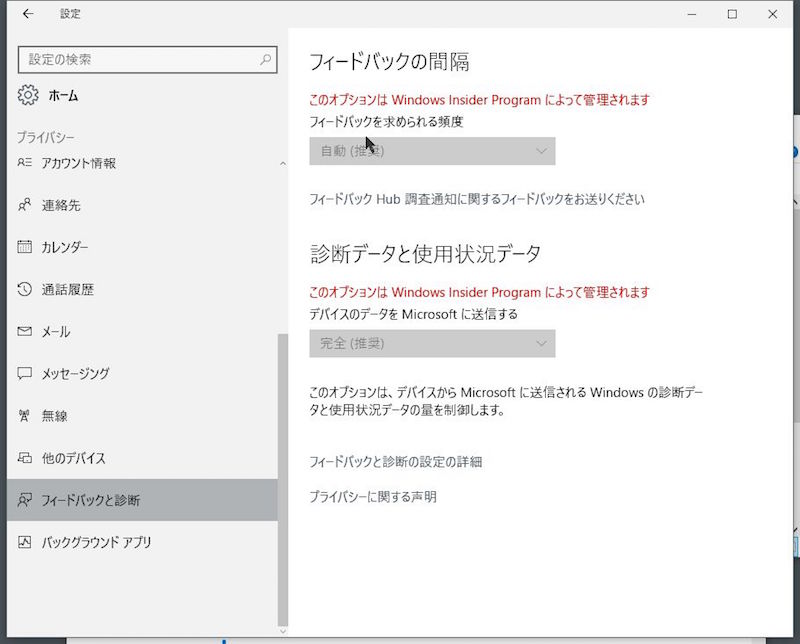 設定
設定の検索
ホーム
プライバシー
アカウント情報
連絡先
カレンダー
通話履歴
メール
メッセージング
無線
他のデバイス
フィードバックと診断
バックグラウンド アプリ
フィードバックの間隔
このオプションは Windows Insider Program によって管理されます
フィードバックを求められる頻度
自動 (推奨)
フィードバック Hub 調査通知に関するフィードバックをお送りください
診断データと使用状況データ
このオプションは Windows Insider Program によって管理されます
デバイスのデータを Microsoft に送信する
完全 (推奨)
このオプションは、デバイスから Microsoft に送信される Windows の診断デー
タと使用状況データの量を制御します。
フィードバックと診断の設定の詳細
プライバシーに関する声明